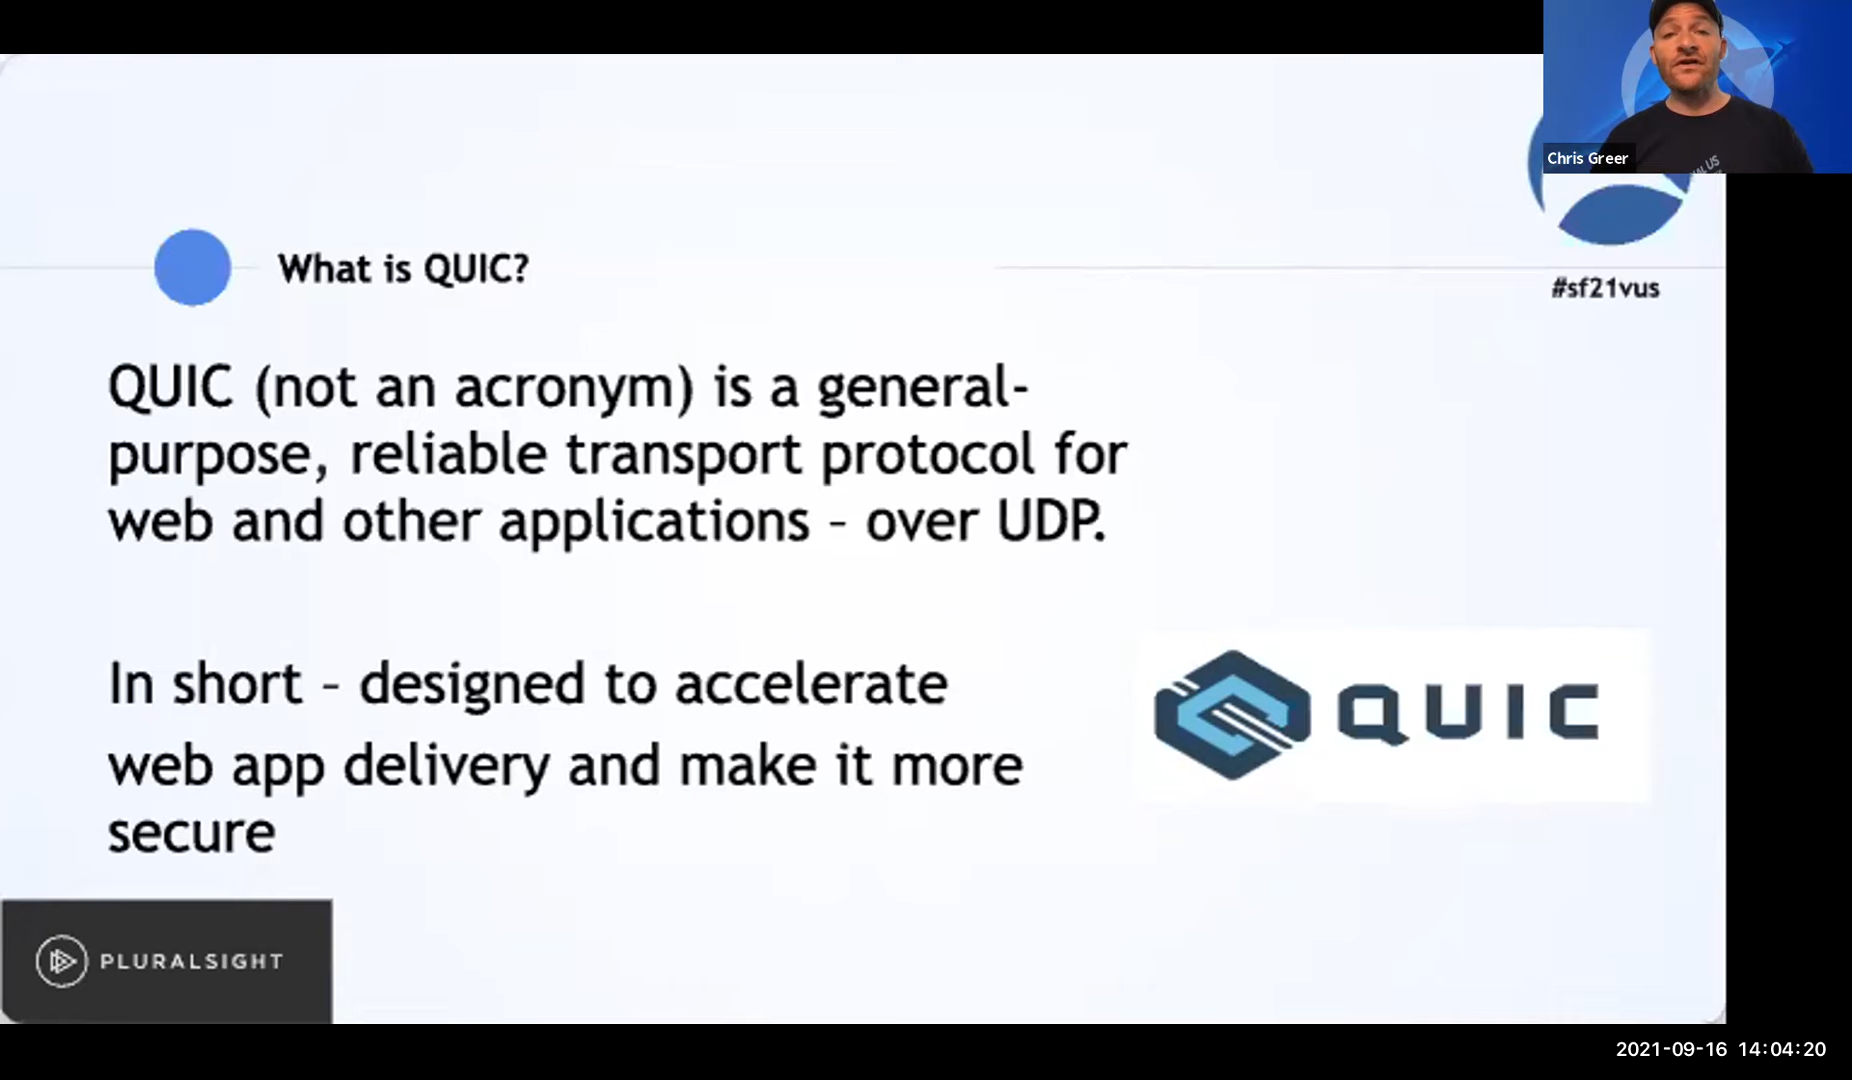 Chris Greer
What is QUIC?
#sf21vus
QUIC (not an acronym) is a general-
purpose, reliable transport protocol for
web and other applications – over UDP.
In short – designed to accelerate
web app delivery and make it more
secure
QUIC
PLURALSIGHT
2021-09-16 14:04:20